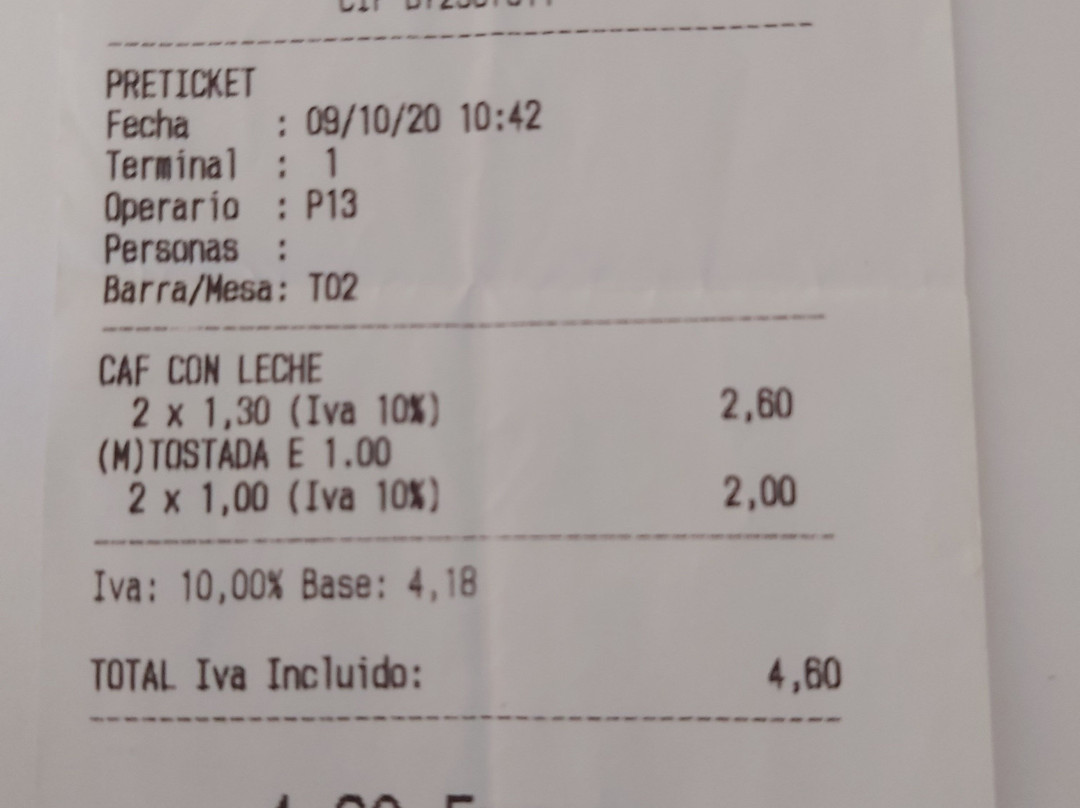 PRETICKET
Fecha : 09/10/20 10:42
Terminal : 1
Operario : P13
Personas :
Barra/Mesa: T02
CAF CON LECHE
2 x 1,30 (Iva 10%) 2,60
(M)TOSTADA E 1.00
2 x 1,00 (Iva 10%) 2,00
Iva: 10,00% Base: 4,18
TOTAL Iva Incluido: 4,60